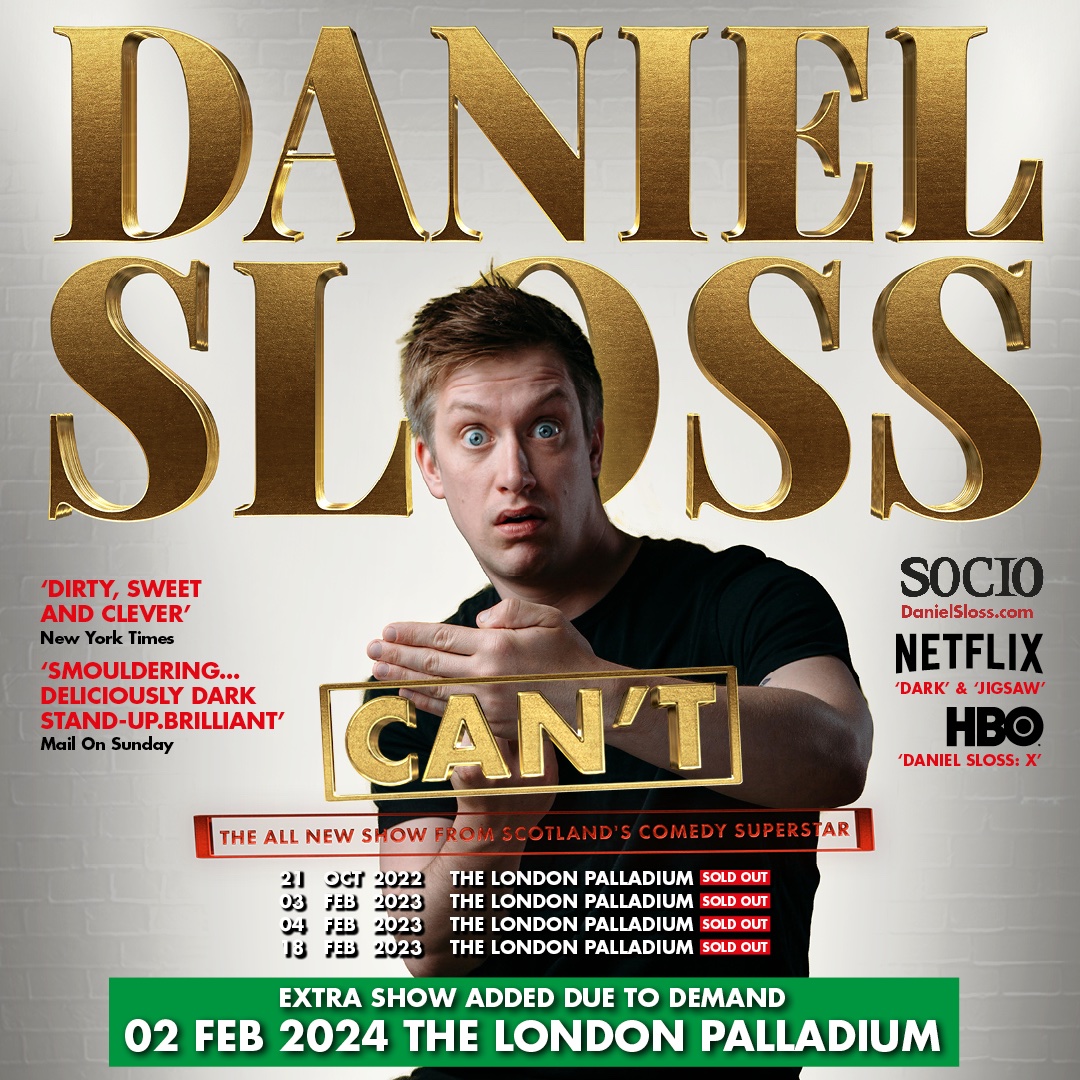 DANIEL
SLOSS
'DIRTY, SWEET
AND CLEVER'
New York Times
'SMOULDERING...
DELICIOUSLY DARK
STAND-UP.BRILLIANT'
Mail On Sunday
SOCIO
DanielSloss.com
NETFLIX
'DARK' & 'JIGSAW'
HBO
'DANIEL SLOSS: X'
CAN'T
THE ALL NEW SHOW FROM SCOTLAND'S COMEDY SUPERSTAR
21 OCT 2022 THE LONDON PALLADIUM SOLD OUT
03 FEB 2023 THE LONDON PALLADIUM SOLD OUT
04 FEB 2023 THE LONDON PALLADIUM SOLD OUT
18 FEB 2023 THE LONDON PALLADIUM SOLD OUT
EXTRA SHOW ADDED DUE TO DEMAND
02 FEB 2024 THE LONDON PALLADIUM